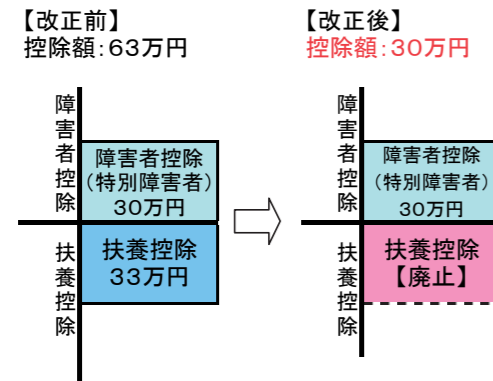 【改正前】
控除額：63万円
障害者控除
障害者控除
（特別障害者）
30万円
扶養控除
扶養控除
33万円
【改正後】
控除額：30万円
障害者控除
障害者控除
（特別障害者）
30万円
扶養控除
扶養控除
【廃止】